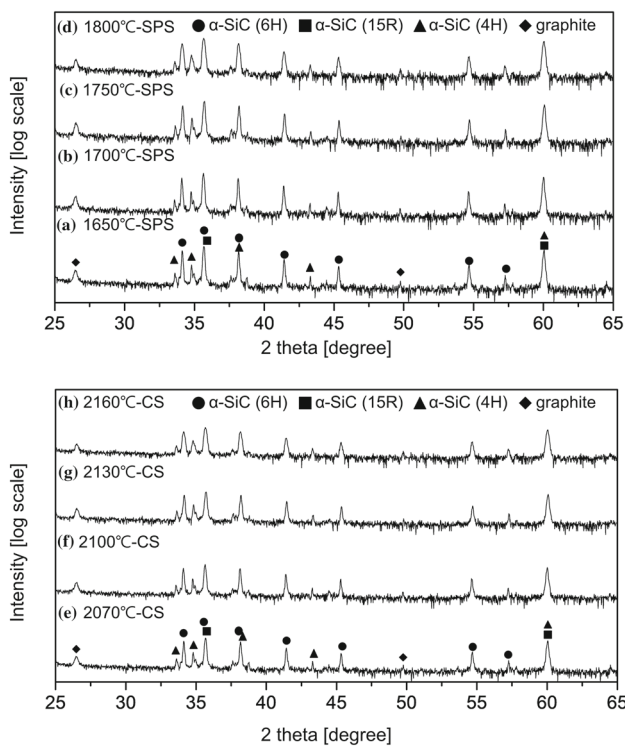 (d) 1800℃-SPS ● α-SiC (6H) ■ α-SiC (15R) ▲ α-SiC (4H) ◆ graphite
(c) 1750℃-SPS
(b) 1700℃-SPS
(a) 1650℃-SPS
Intensity [log scale]
25 30 35 40 45 50 55 60 65
2 theta [degree]
(h) 2160℃-CS ● α-SiC (6H) ■ α-SiC (15R) ▲ α-SiC (4H) ◆ graphite
(g) 2130℃-CS
(f) 2100℃-CS
(e) 2070℃-CS
Intensity [log scale]
25 30 35 40 45 50 55 60 65
2 theta [degree]